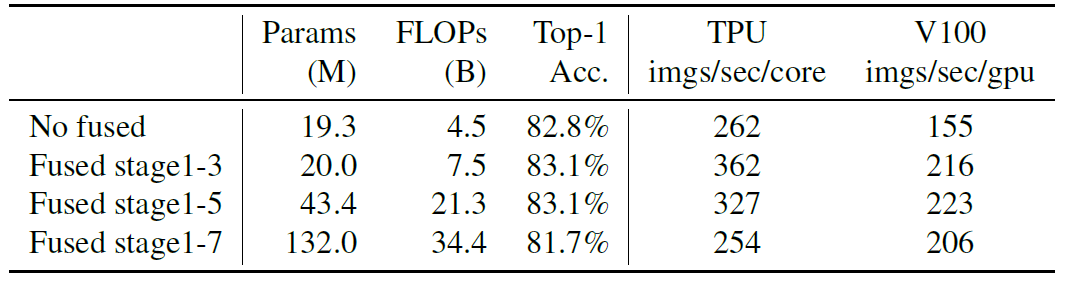 Params FLOPs Top-1 TPU V100
(M) (B) Acc. imgs/sec/core imgs/sec/gpu
No fused 19.3 4.5 82.8% 262 155
Fused stage1-3 20.0 7.5 83.1% 362 216
Fused stage1-5 43.4 21.3 83.1% 327 223
Fused stage1-7 132.0 34.4 81.7% 254 206